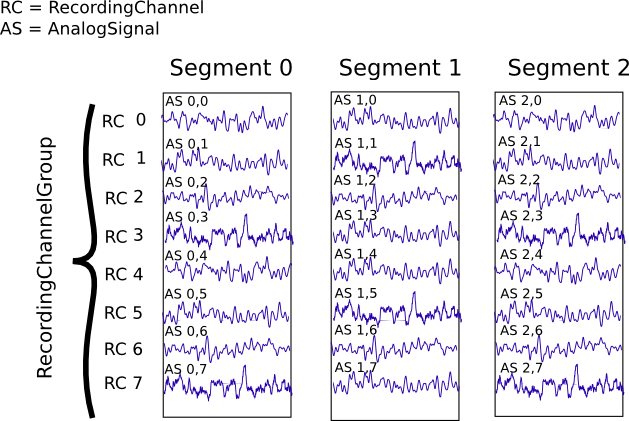 RC = RecordingChannel
AS = AnalogSignal
Segment 0 Segment 1 Segment 2
RecordingChannelGroup
RC 0 AS 0,0 AS 1,0 AS 2,0
RC 1 AS 0,1 AS 1,1 AS 2,1
RC 2 AS 0,2 AS 1,2 AS 2,2
RC 3 AS 0,3 AS 1,3 AS 2,3
RC 4 AS 0,4 AS 1,4 AS 2,4
RC 5 AS 0,5 AS 1,5 AS 2,5
RC 6 AS 0,6 AS 1,6 AS 2,6
RC 7 AS 0,7 AS 1,7 AS 2,7